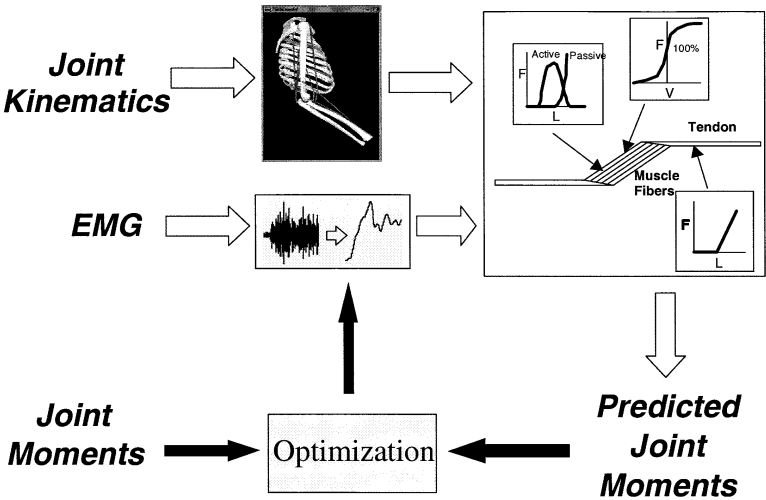 Joint
Kinematics
Active
Passive
F
L
F
100%
V
Tendon
Muscle
Fibers
F
L
EMG
Joint
Moments
Optimization
Predicted
Joint
Moments